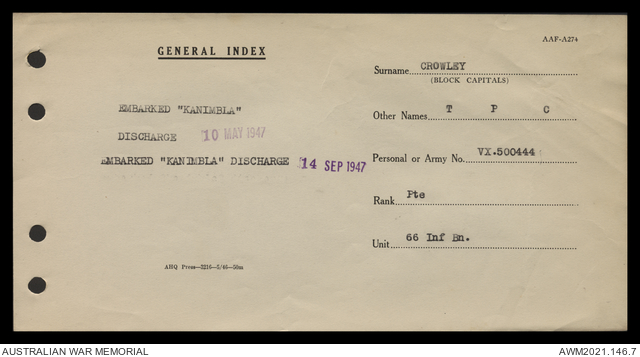 AAF-A274
GENERAL INDEX
Surname CROWLEY
(BLOCK CAPITALS)
EMBARKED "KANIMBLA"
Other Names T P C
DISCHARGE 10 MAY 1947
EMBARKED "KANIMBLA" DISCHARGE 14 SEP 1947
Personal or Army No. VX.500444
Rank Pte
Unit 66 Inf Bn.
AHQ Press—2216—5/46—50m
AUSTRALIAN WAR MEMORIAL
AWM2021.146.7